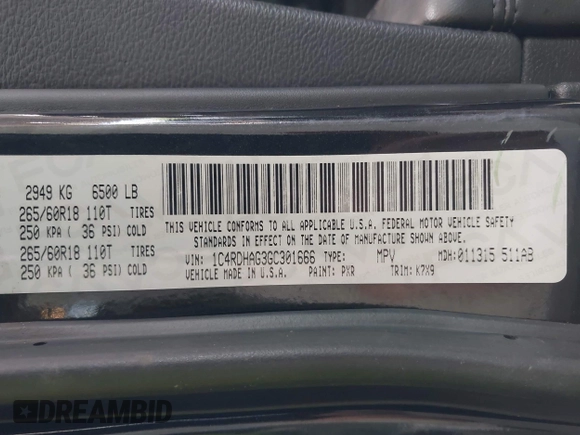 2949 KG 6500 LB
265/60R18 110T TIRES
250 KPA ( 36 PSI) COLD
265/60R18 110T TIRES
250 KPA ( 36 PSI) COLD
THIS VEHICLE CONFORMS TO ALL APPLICABLE U.S.A. FEDERAL MOTOR VEHICLE SAFETY
STANDARDS IN EFFECT ON THE DATE OF MANUFACTURE SHOWN ABOVE.
VIN: 1C4RDHAG3GC301666 TYPE: MPV MDH: 011315 511AB
VEHICLE MADE IN U.S.A. PAINT: PXR TRIM: K7X9
DREAMBID